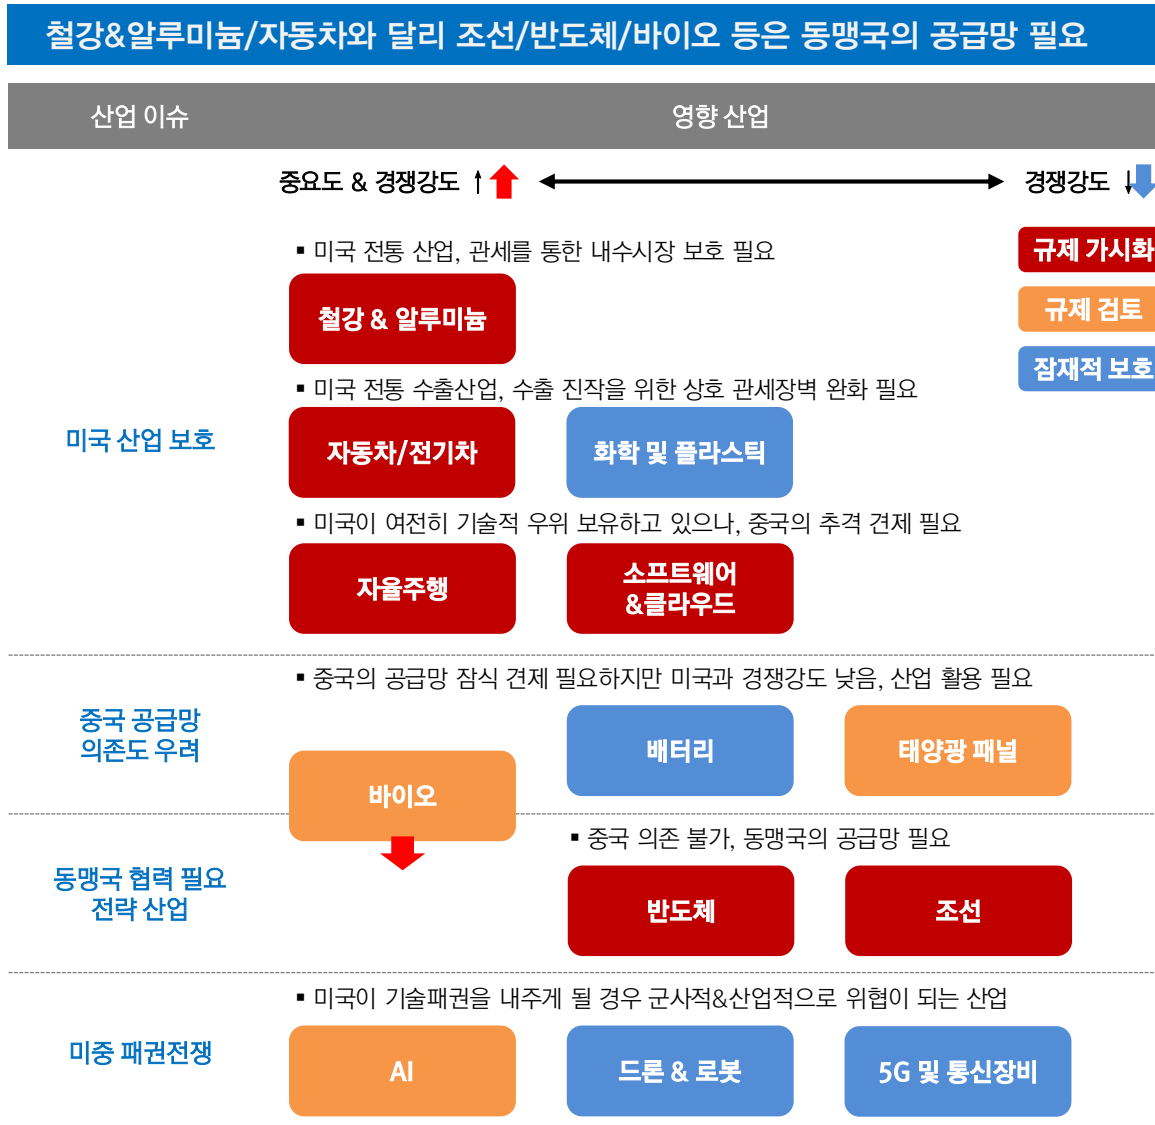 철강&알루미늄/자동차와 달리 조선/반도체/바이오 등은 동맹국의 공급망 필요
산업 이슈
영향 산업
중요도 & 경쟁강도 ↑
경쟁강도 ↓
▪ 미국 전통 산업, 관세를 통한 내수시장 보호 필요
규제 가시화
철강 & 알루미늄
규제 검토
잠재적 보호
▪ 미국 전통 수출산업, 수출 진작을 위한 상호 관세장벽 완화 필요
미국 산업 보호
자동차/전기차
화학 및 플라스틱
▪ 미국이 여전히 기술적 우위 보유하고 있으나, 중국의 추격 견제 필요
자율주행
소프트웨어
&클라우드
▪ 중국의 공급망 잠식 견제 필요하지만 미국과 경쟁강도 낮음, 산업 활용 필요
중국 공급망
의존도 우려
배터리
태양광 패널
바이오
▪ 중국 의존 불가, 동맹국의 공급망 필요
동맹국 협력 필요
전략 산업
반도체
조선
▪ 미국이 기술패권을 내주게 될 경우 군사적&산업적으로 위협이 되는 산업
미중 패권전쟁
AI
드론 & 로봇
5G 및 통신장비